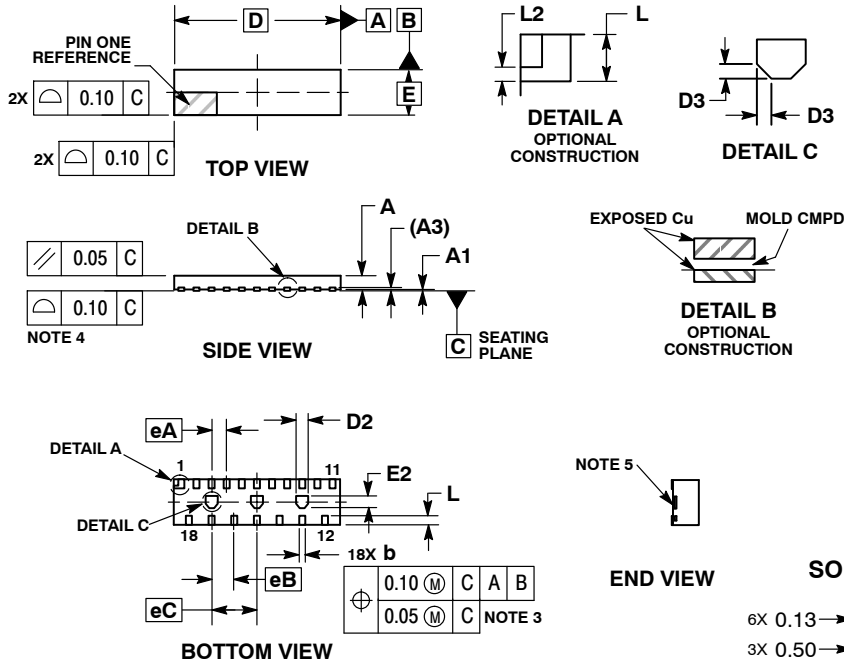 D
A
B
PIN ONE
REFERENCE
2X ⌓ 0.10 C
E
2X ⌓ 0.10 C
TOP VIEW
L2
L
DETAIL A
OPTIONAL
CONSTRUCTION
D3
D3
DETAIL C
DETAIL B
A
(A3)
A1
// 0.05 C
⌓ 0.10 C
NOTE 4
SIDE VIEW
C SEATING
PLANE
EXPOSED Cu
MOLD CMPD
DETAIL B
OPTIONAL
CONSTRUCTION
eA
D2
DETAIL A
1
11
E2
L
DETAIL C
18
12
18X b
eB
eC
⌖ 0.10 Ⓜ C A B
0.05 Ⓜ C NOTE 3
BOTTOM VIEW
NOTE 5
END VIEW
SO
6X 0.13
3X 0.50